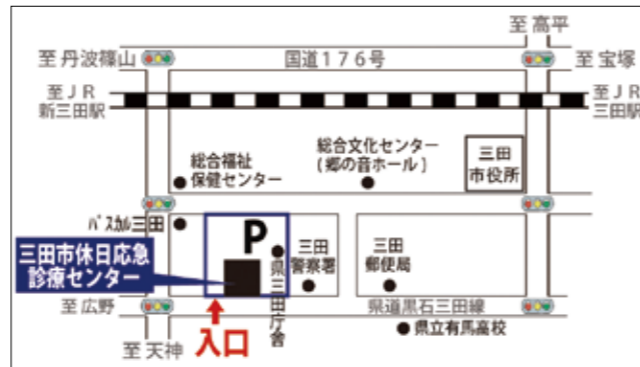 至 高平
至 丹波篠山
国道１７６号
至 宝塚
至ＪＲ
新三田駅
至ＪＲ
三田駅
総合福祉
保健センター
総合文化センター
(郷の音ホール)
三田
市役所
パスカル三田
P
三田市休日応急
診療センター
県三田庁舎
三田
警察署
三田
郵便局
至 広野
県道黒石三田線
入口
県立有馬高校
至 天神